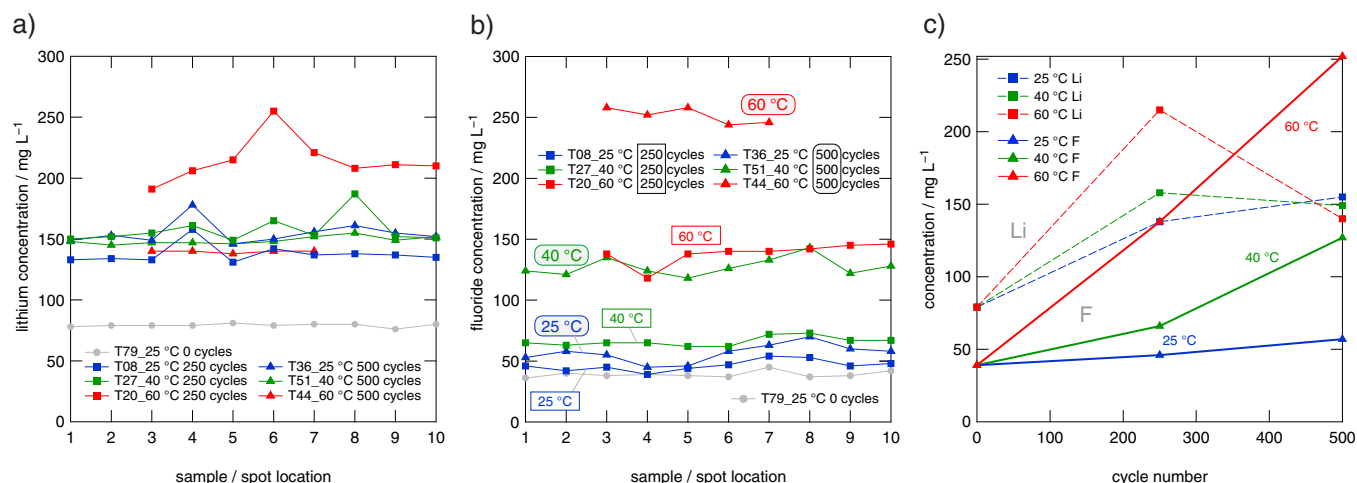 a)
lithium concentration / mg L⁻¹
300
250
200
150
100
50
0
T79_25 °C 0 cycles
T08_25 °C 250 cycles
T27_40 °C 250 cycles
T20_60 °C 250 cycles
T36_25 °C 500 cycles
T51_40 °C 500 cycles
T44_60 °C 500 cycles
1 2 3 4 5 6 7 8 9 10
sample / spot location
b)
fluoride concentration / mg L⁻¹
300
250
200
150
100
50
0
60 °C
T08_25 °C 250 cycles
T27_40 °C 250 cycles
T20_60 °C 250 cycles
T36_25 °C 500 cycles
T51_40 °C 500 cycles
T44_60 °C 500 cycles
60 °C
40 °C
25 °C
40 °C
25 °C
T79_25 °C 0 cycles
1 2 3 4 5 6 7 8 9 10
sample / spot location
c)
concentration / mg L⁻¹
250
200
150
100
50
0
25 °C Li
40 °C Li
60 °C Li
25 °C F
40 °C F
60 °C F
60 °C
Li
40 °C
F
25 °C
0 100 200 300 400 500
cycle number